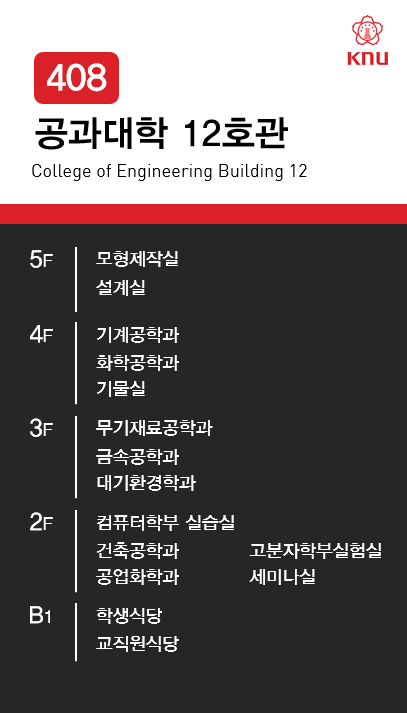 KNU
408
공과대학 12호관
College of Engineering Building 12
5F
모형제작실
설계실
4F
기계공학과
화학공학과
기물실
3F
무기재료공학과
금속공학과
대기환경학과
2F
컴퓨터학부 실습실
건축공학과 고분자학부실험실
공업화학과 세미나실
B1
학생식당
교직원식당